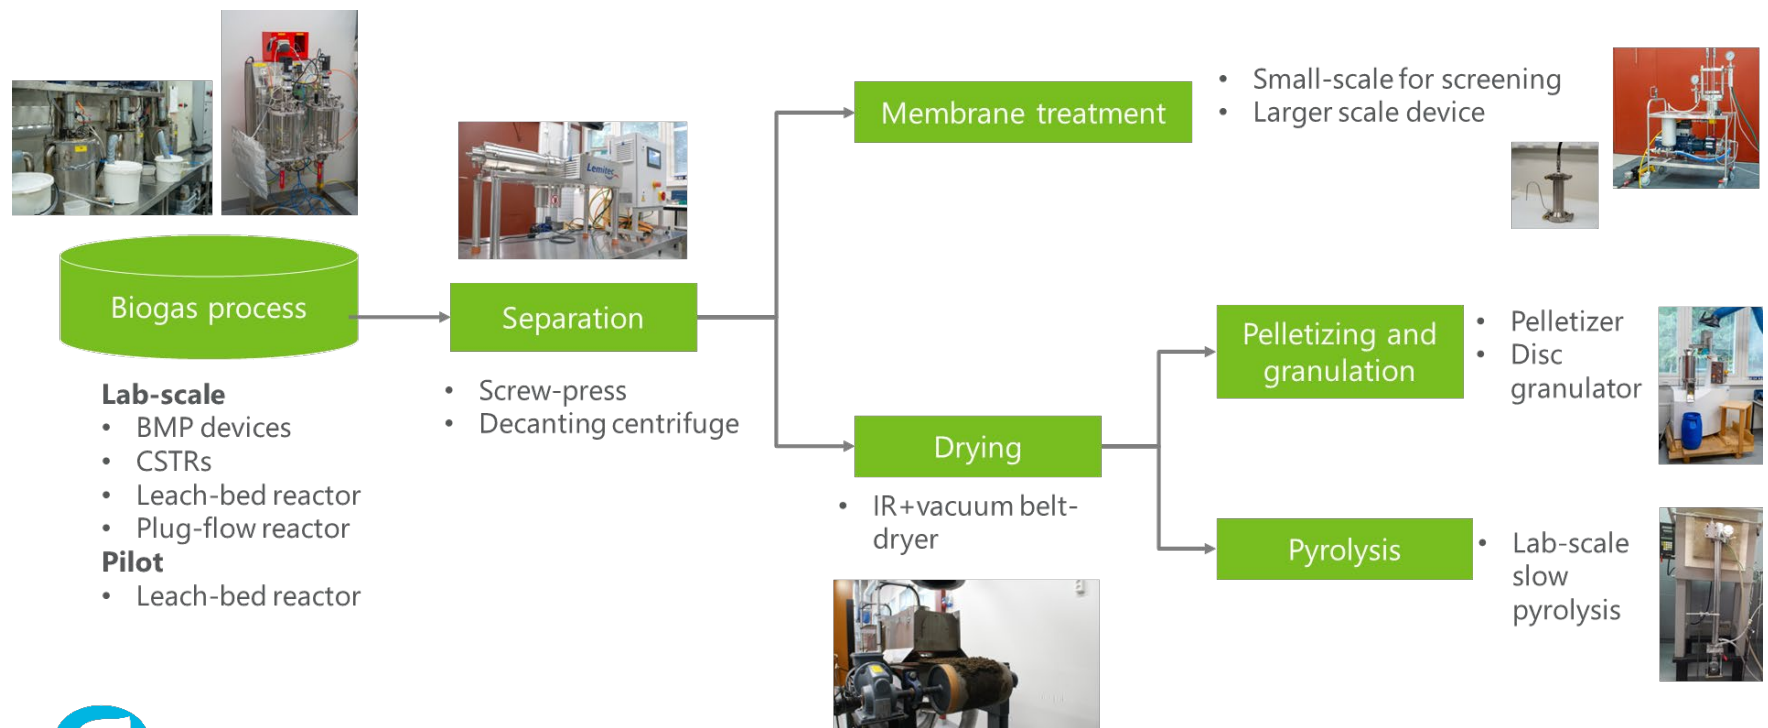 Biogas process
Lab-scale
• BMP devices
• CSTRs
• Leach-bed reactor
• Plug-flow reactor
Pilot
• Leach-bed reactor
Lemitec
Separation
• Screw-press
• Decanting centrifuge
Membrane treatment
• Small-scale for screening
• Larger scale device
Drying
• IR+vacuum belt-
dryer
Pelletizing and
granulation
• Pelletizer
• Disc
granulator
Pyrolysis
• Lab-scale
slow
pyrolysis